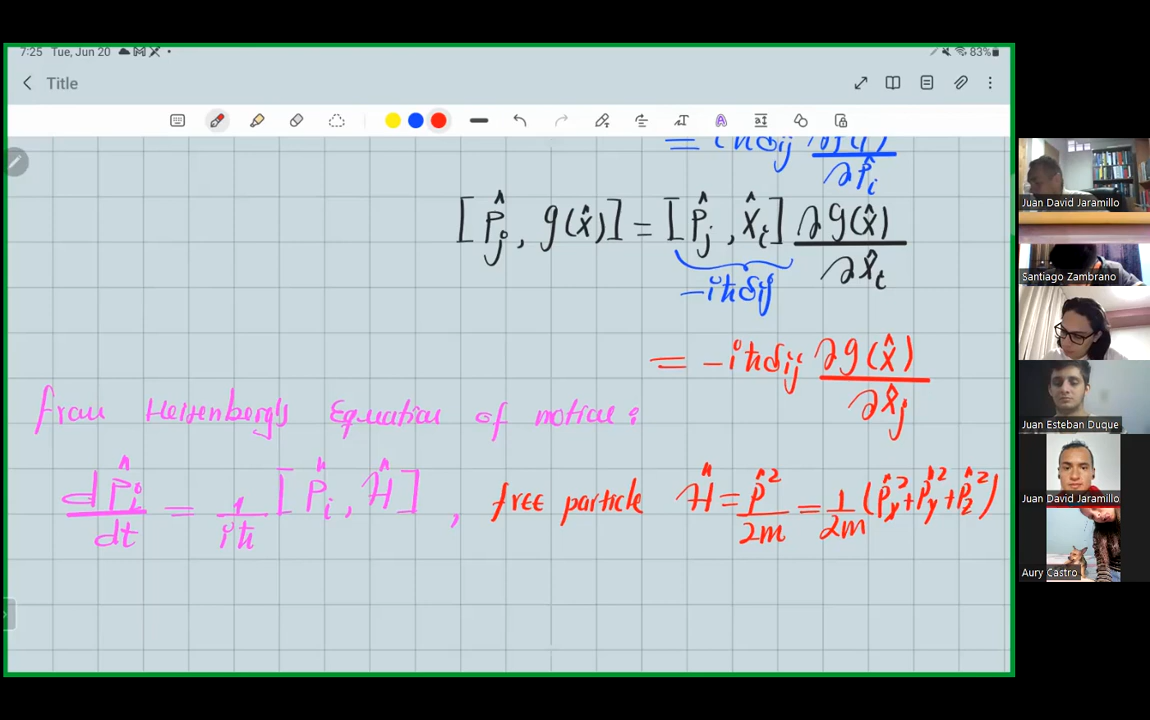 7:25 Tue, Jun 20
83%
Title
= iħδij ∂f(p̂)/∂p̂i
[p̂j, g(x̂)] = [p̂j, x̂i] ∂g(x̂)/∂x̂i
-iħδij
= -iħδij ∂g(x̂)/∂x̂j
from Heisenberg's Equation of motion:
dp̂i/dt = 1/iħ [p̂i, Ĥ], free particle Ĥ = p̂²/2m = 1/2m (p̂x² + p̂y² + p̂z²)
Juan David Jaramillo
Santiago Zambrano
Juan Esteban Duque
Juan David Jaramillo
Aury Castro